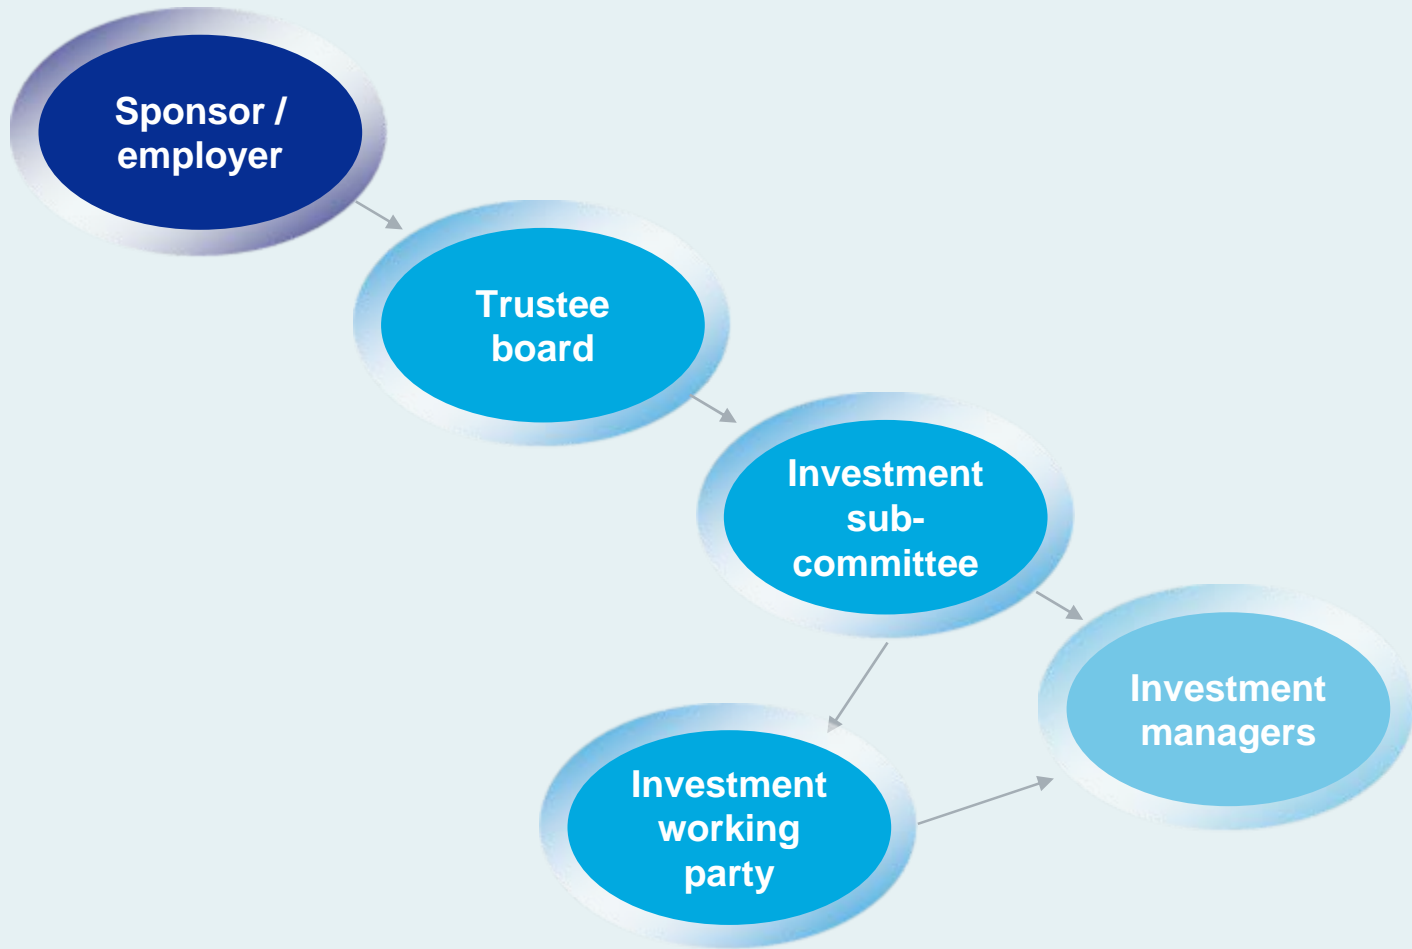 Sponsor /
employer
Trustee
board
Investment
sub-
committee
Investment
managers
Investment
working
party